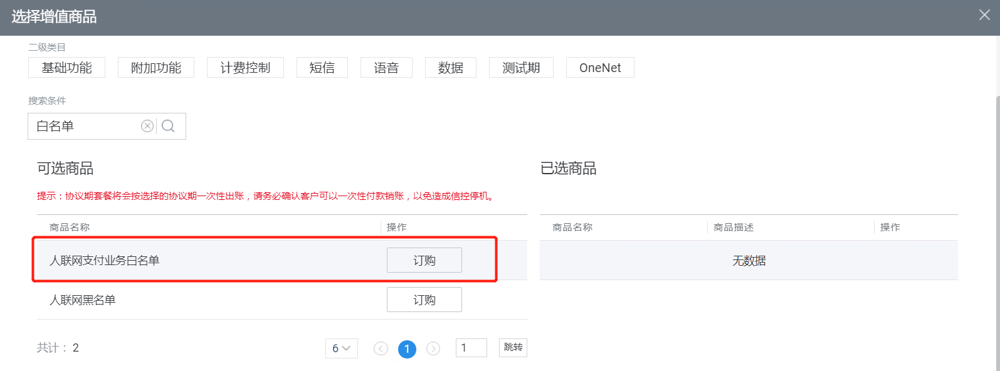 选择增值商品
二级类目
基础功能 附加功能 计费控制 短信 语音 数据 测试期 OneNet
搜索条件
白名单
可选商品 已选商品
提示：协议期套餐将会按选择的协议期一次性出账，请务必确认客户可以一次性付款销账，以免造成信控停机。
商品名称 操作 商品名称 商品描述 操作
人联网支付业务白名单 订购 无数据
人联网黑名单 订购
共计： 2 6 1 1 跳转